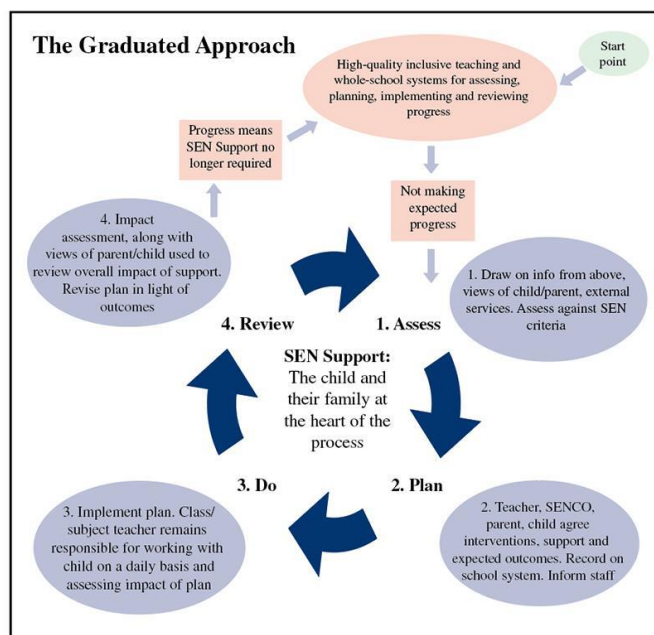 The Graduated Approach
Start
point
High-quality inclusive teaching and
whole-school systems for assessing,
planning, implementing and reviewing
progress
Progress means
SEN Support no
longer required
Not making
expected
progress
4. Impact
assessment, along with
views of parent/child used to
review overall impact of support.
Revise plan in light of
outcomes
1. Draw on info from above,
views of child/parent, external
services. Assess against SEN
criteria
4. Review
1. Assess
SEN Support:
The child and
their family at
the heart of the
process
3. Do
2. Plan
3. Implement plan. Class/
subject teacher remains
responsible for working with
child on a daily basis and
assessing impact of plan
2. Teacher, SENCO,
parent, child agree
interventions, support and
expected outcomes. Record on
school system. Inform staff